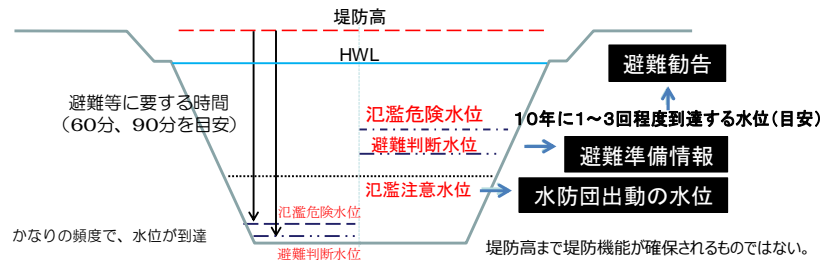 堤防高
HWL
避難勧告
避難等に要する時間
（60分、90分を目安）
氾濫危険水位
10年に1～3回程度到達する水位（目安）
避難判断水位
避難準備情報
氾濫注意水位
水防団出動の水位
氾濫危険水位
かなりの頻度で、水位が到達
避難判断水位
堤防高まで堤防機能が確保されるものではない。